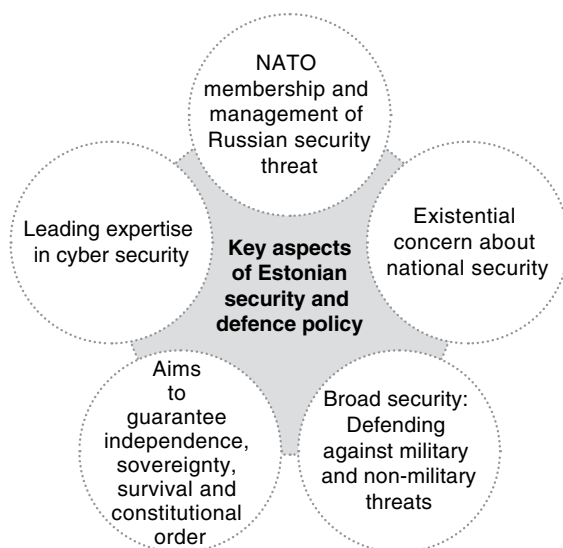 NATO
membership and
management of
Russian security
threat
Leading expertise
in cyber security
Existential
concern about
national security
Key aspects
of Estonian
security and
defence policy
Aims
to
guarantee
independence,
sovereignty,
survival and
constitutional
order
Broad security:
Defending
against military
and non-military
threats